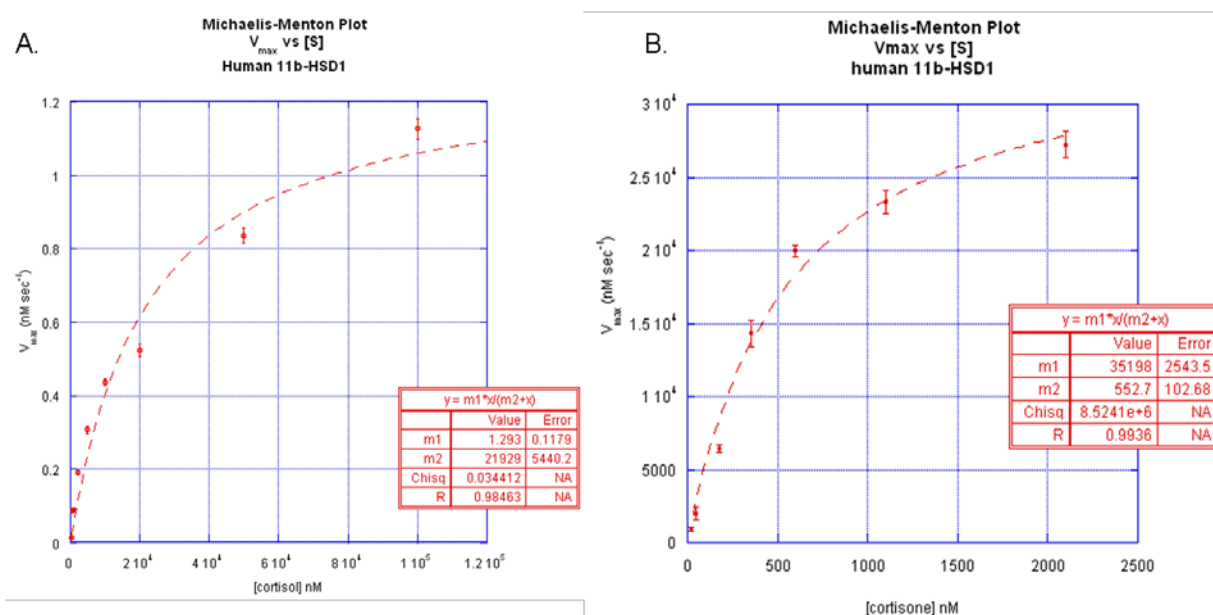 A.
Michaelis-Menton Plot
Vmax vs [S]
Human 11b-HSD1
1.2
1
0.8
0.6
0.4
0.2
0
Vmax (nM sec⁻¹)
0 2 10⁴ 4 10⁴ 6 10⁴ 8 10⁴ 1 10⁵ 1.2 10⁵
[cortisol] nM
y = m1*x/(m2+x)
Value Error
m1 1.293 0.1179
m2 21929 5440.2
Chisq 0.034412 NA
R 0.98463 NA
B.
Michaelis-Menton Plot
Vmax vs [S]
human 11b-HSD1
3 10⁴
2.5 10⁴
2 10⁴
1.5 10⁴
1 10⁴
5000
0
Vmax (nM sec⁻¹)
0 500 1000 1500 2000 2500
[cortisone] nM
y = m1*x/(m2+x)
Value Error
m1 35198 2543.5
m2 552.7 102.68
Chisq 8.5241e+6 NA
R 0.9936 NA